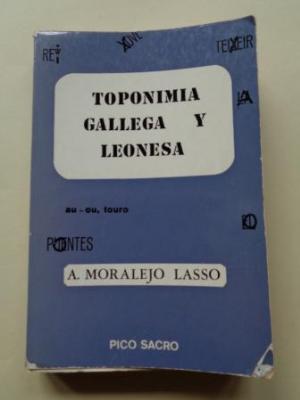 TOPONIMIA
GALLEGA Y
LEONESA
au - ou, touro
A. MORALEJO LASSO
PICO SACRO